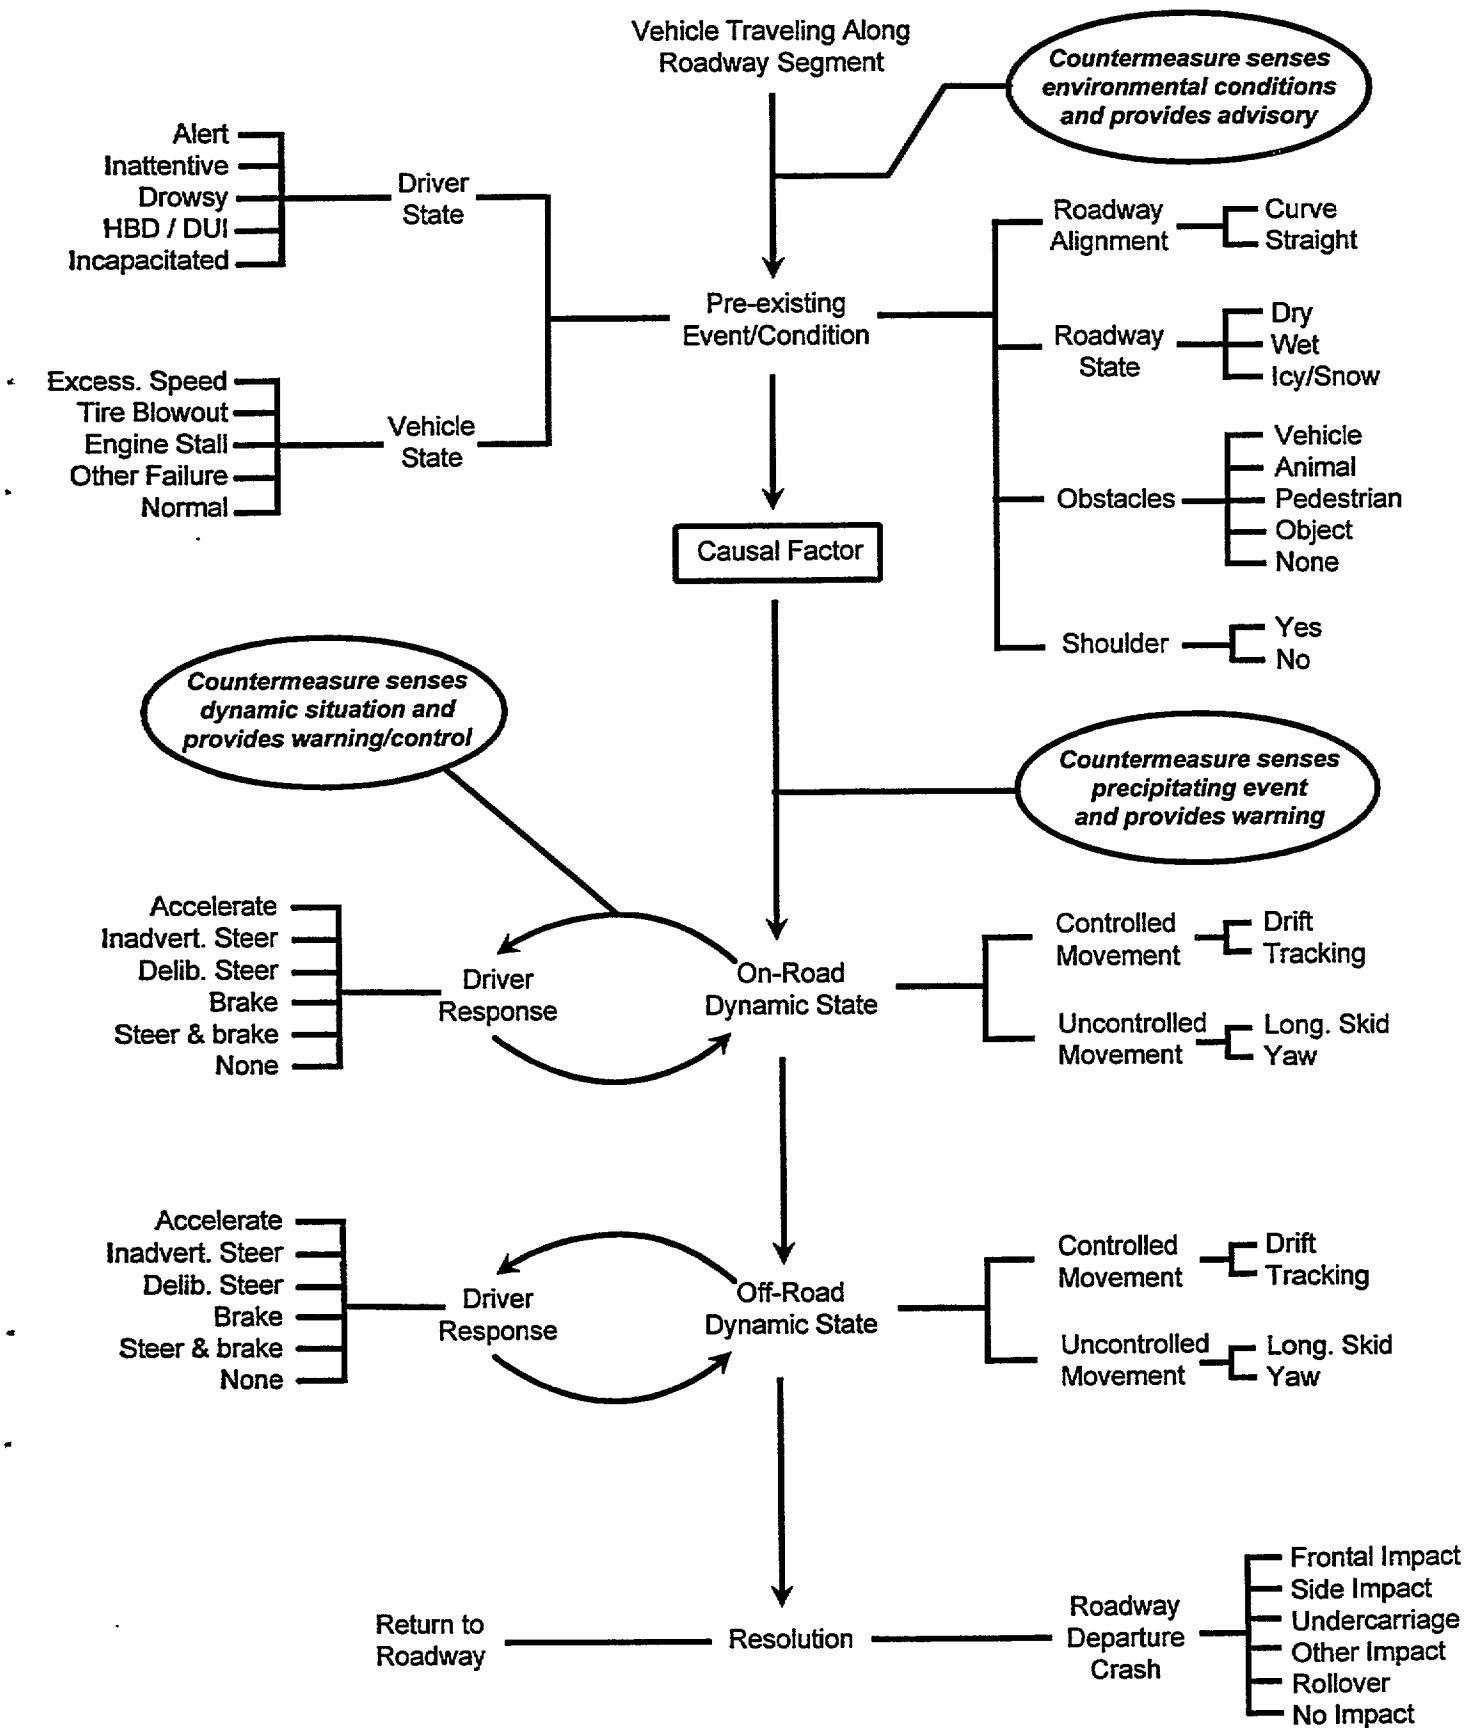 Vehicle Traveling Along
Roadway Segment
Countermeasure senses
environmental conditions
and provides advisory
Alert
Inattentive
Drowsy
HBD / DUI
Incapacitated
Driver
State
Roadway
Alignment
Curve
Straight
Pre-existing
Event/Condition
Roadway
State
Dry
Wet
Icy/Snow
Excess. Speed
Tire Blowout
Engine Stall
Other Failure
Normal
Vehicle
State
Obstacles
Vehicle
Animal
Pedestrian
Object
None
Causal Factor
Shoulder
Yes
No
Countermeasure senses
dynamic situation and
provides warning/control
Countermeasure senses
precipitating event
and provides warning
Accelerate
Inadvert. Steer
Delib. Steer
Brake
Steer & brake
None
Driver
Response
On-Road
Dynamic State
Controlled
Movement
Drift
Tracking
Uncontrolled
Movement
Long. Skid
Yaw
Accelerate
Inadvert. Steer
Delib. Steer
Brake
Steer & brake
None
Driver
Response
Off-Road
Dynamic State
Controlled
Movement
Drift
Tracking
Uncontrolled
Movement
Long. Skid
Yaw
Return to
Roadway
Resolution
Roadway
Departure
Crash
Frontal Impact
Side Impact
Undercarriage
Other Impact
Rollover
No Impact